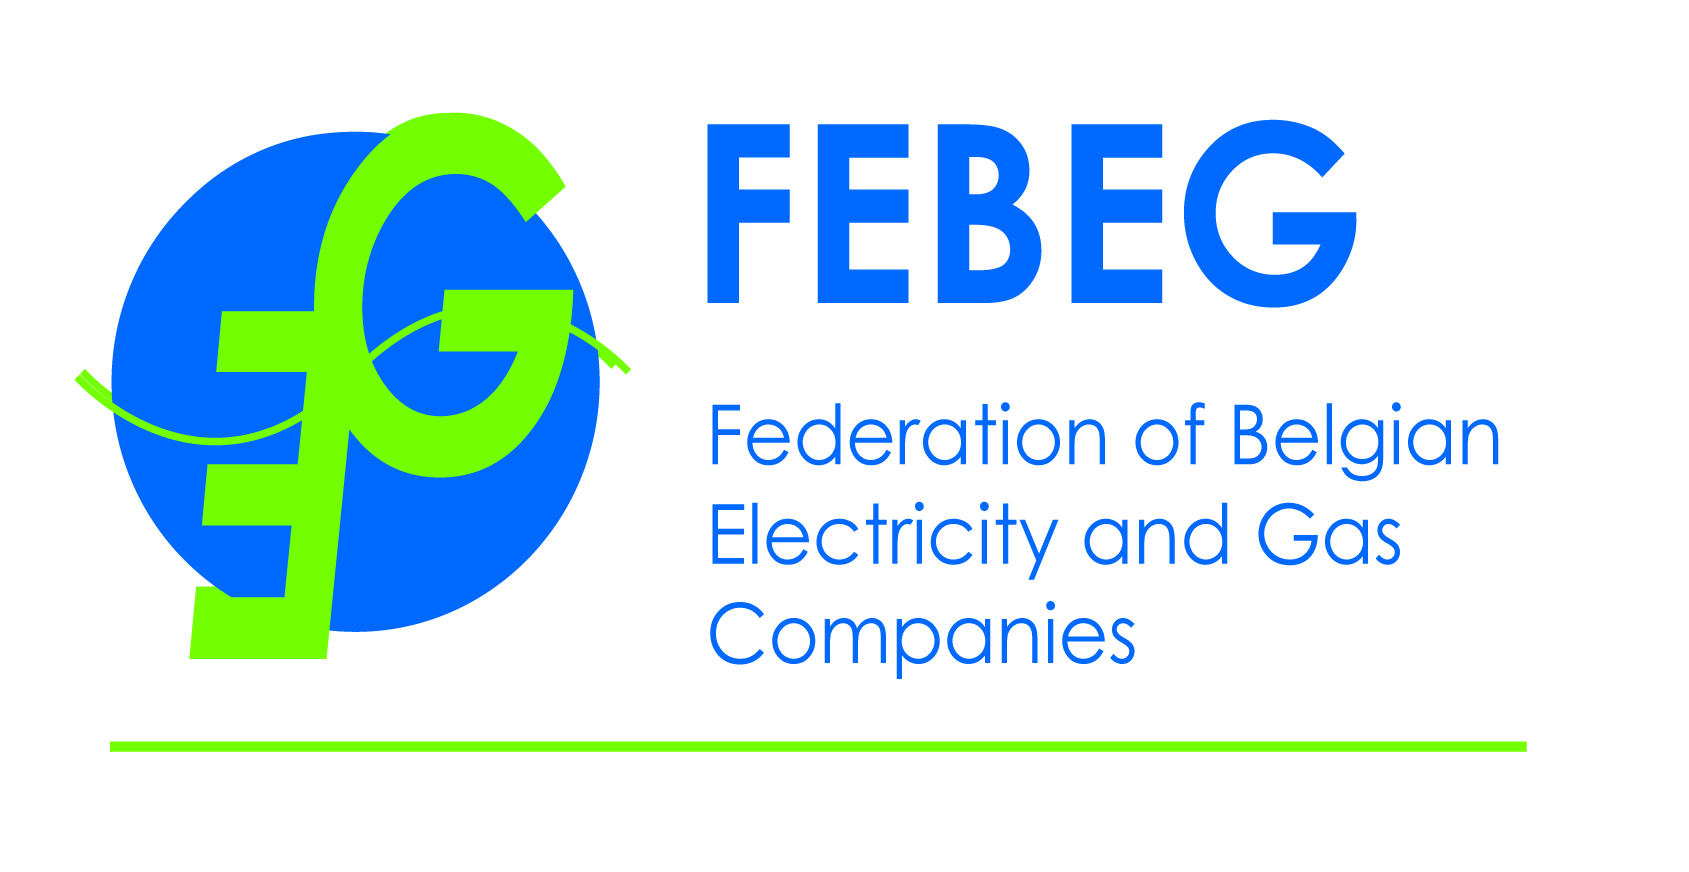 FEBEG
Federation of Belgian
Electricity and Gas
Companies